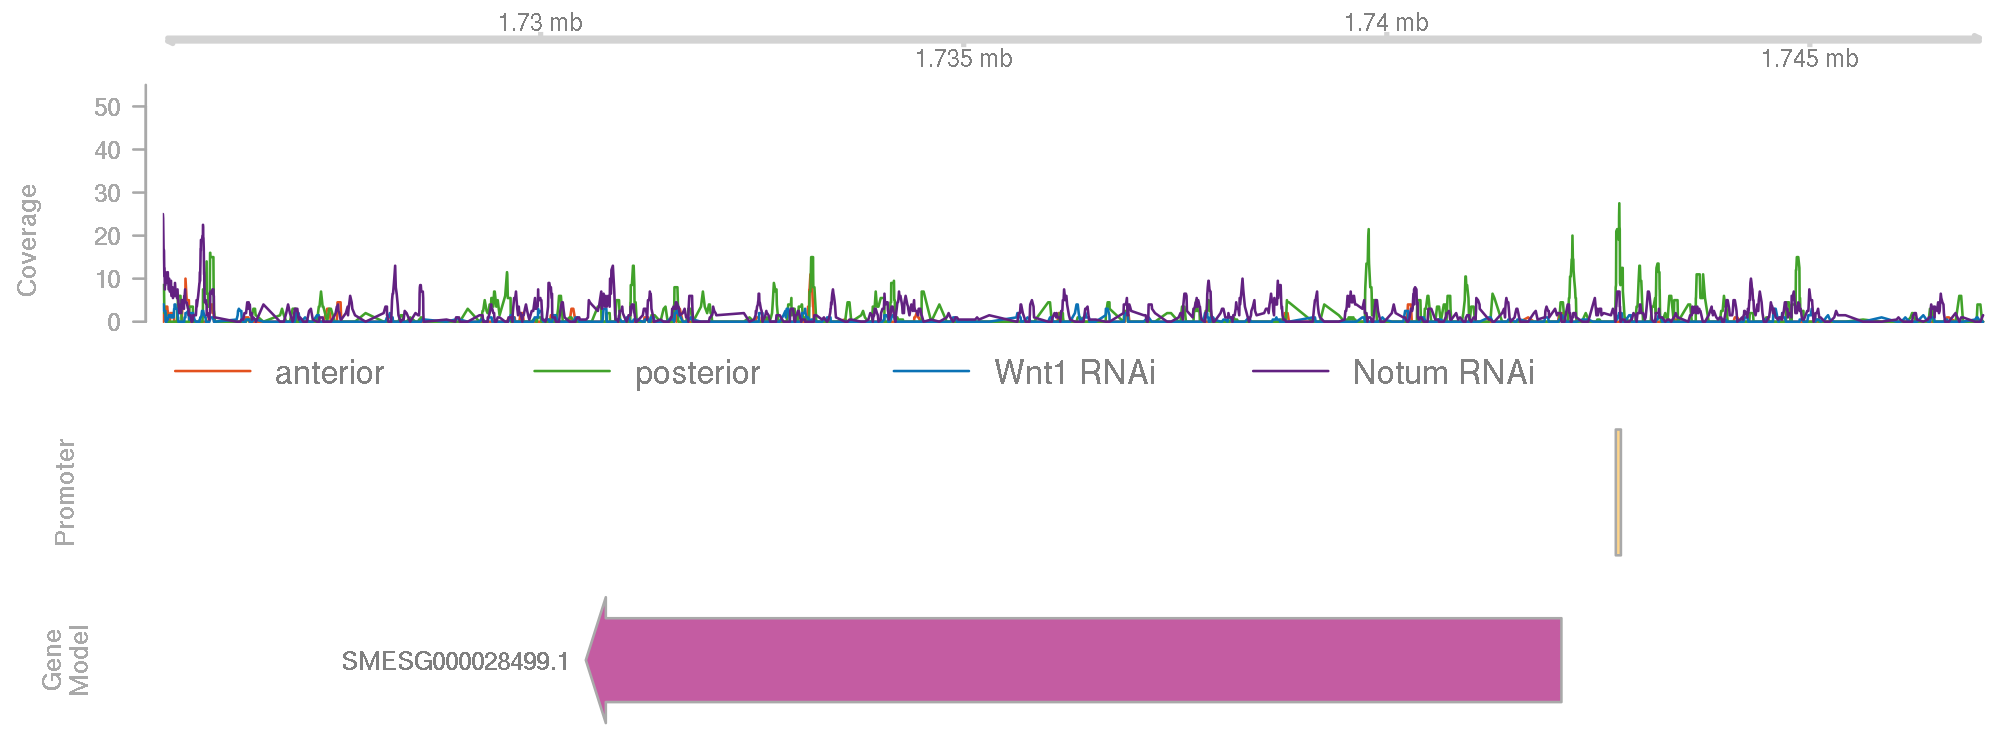 1.73 mb
1.74 mb
1.735 mb
1.745 mb
Coverage
50
40
30
20
10
0
anterior posterior Wnt1 RNAi Notum RNAi
Promoter
Gene
Model
SMESG000028499.1